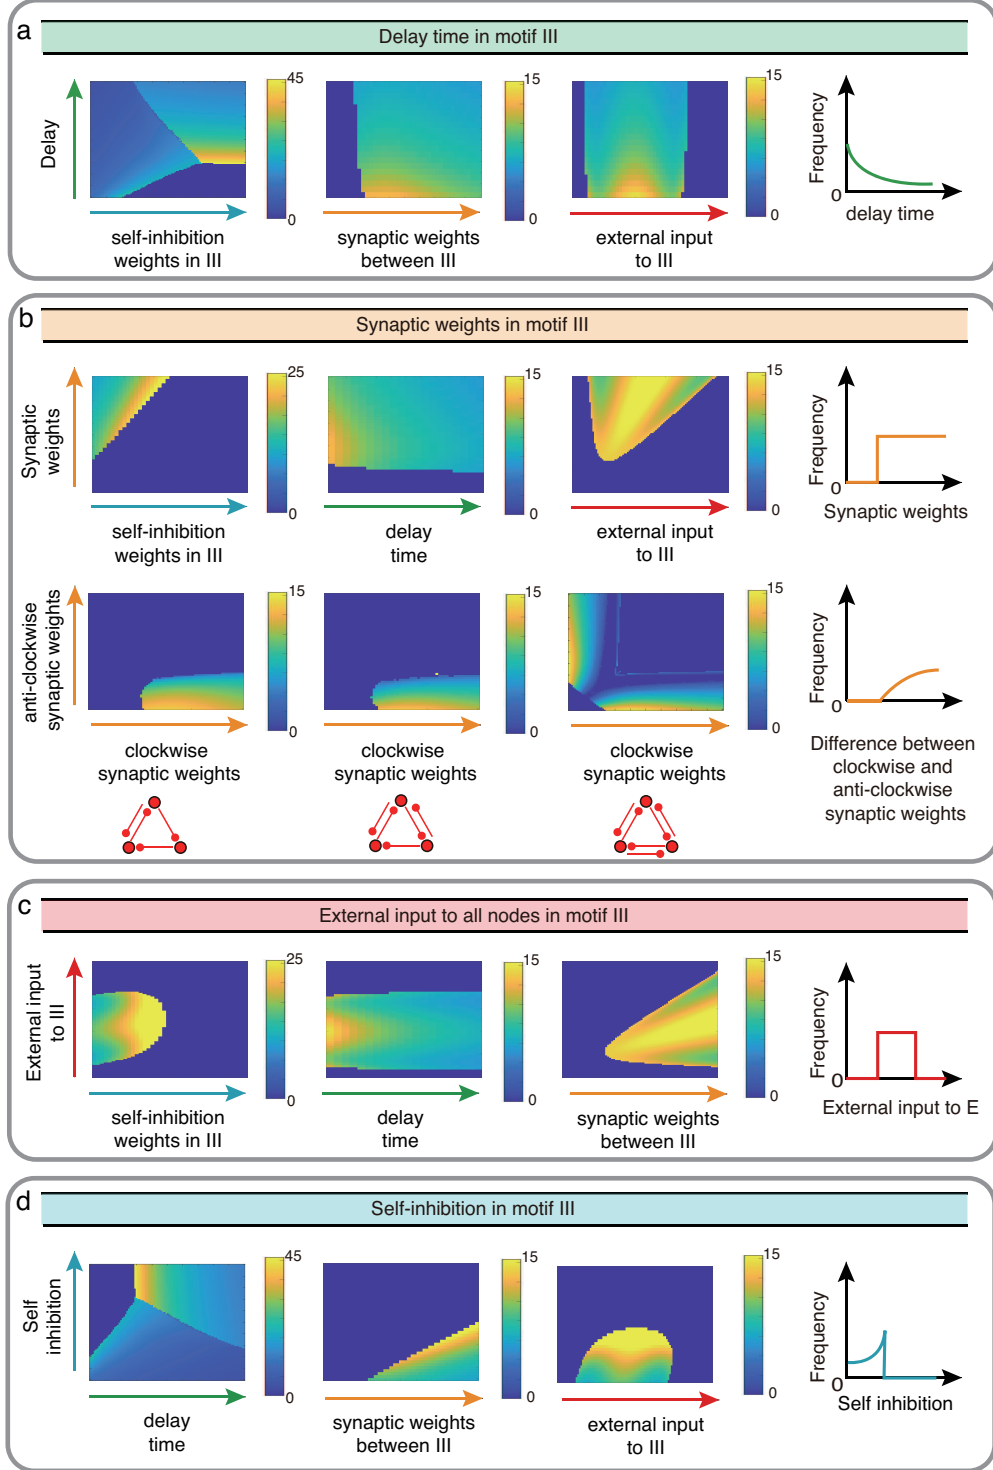 a
Delay time in motif III
Delay
45
0
15
0
15
0
Frequency
0
self-inhibition
weights in III
synaptic weights
between III
external input
to III
delay time
b
Synaptic weights in motif III
Synaptic
weights
25
0
15
0
15
0
Frequency
0
self-inhibition
weights in III
delay
time
external input
to III
Synaptic weights
anti-clockwise
synaptic weights
15
0
15
0
15
0
Frequency
0
clockwise
synaptic weights
clockwise
synaptic weights
clockwise
synaptic weights
Difference between
clockwise and
anti-clockwise
synaptic weights
c
External input to all nodes in motif III
External input
to III
25
0
15
0
15
0
Frequency
0
self-inhibition
weights in III
delay
time
synaptic weights
between III
External input to E
d
Self-inhibition in motif III
Self
inhibition
45
0
15
0
15
0
Frequency
0
delay
time
synaptic weights
between III
external input
to III
Self inhibition